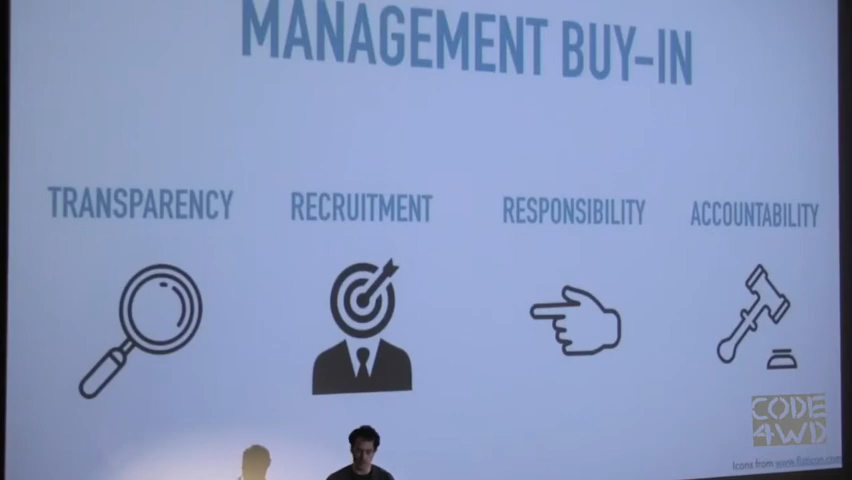 MANAGEMENT BUY-IN
TRANSPARENCY
RECRUITMENT
RESPONSIBILITY
ACCOUNTABILITY
CODE
4WD
Icons from www.flaticon.com